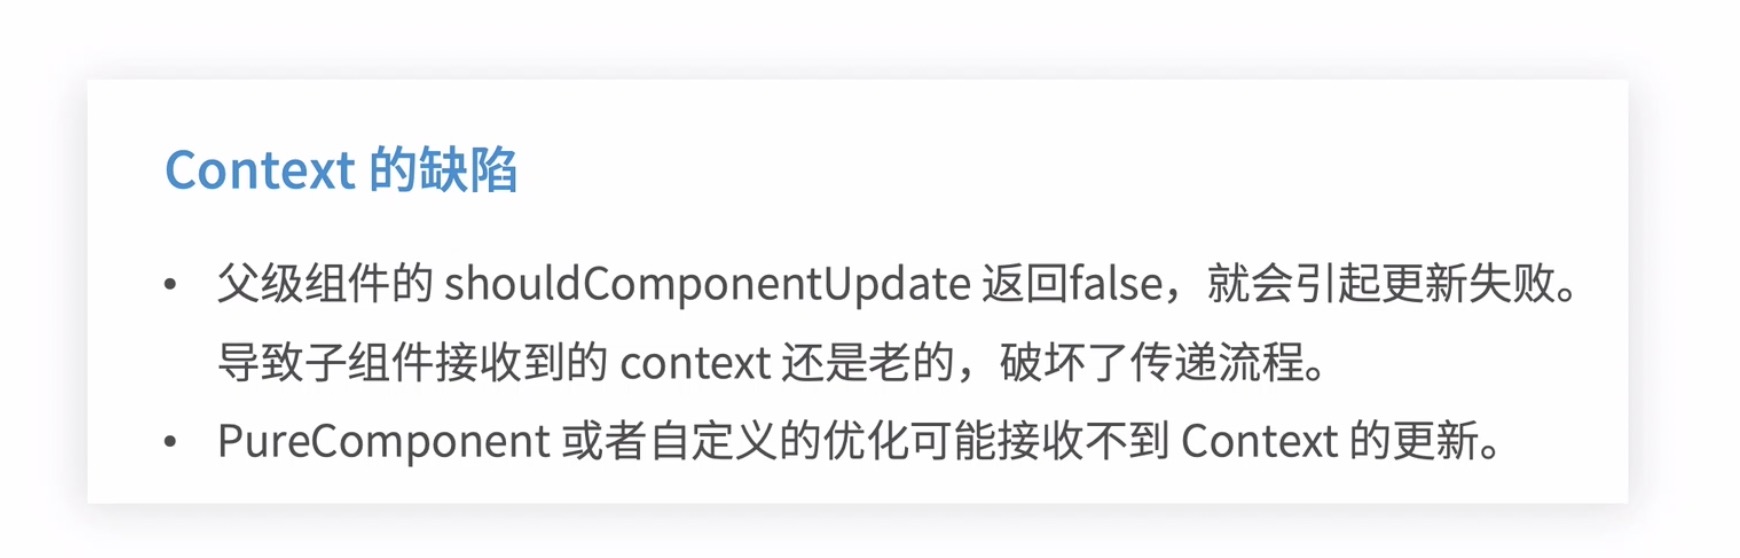 Context 的缺陷
• 父级组件的 shouldComponentUpdate 返回false，就会引起更新失败。
导致子组件接收到的 context 还是老的，破坏了传递流程。
• PureComponent 或者自定义的优化可能接收不到 Context 的更新。